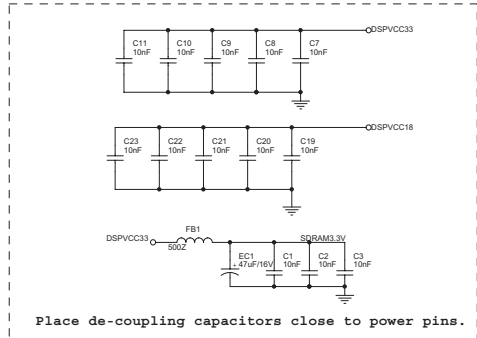 DSPVCC33
C11 C10 C9 C8 C7
10nF 10nF 10nF 10nF 10nF
DSPVCC18
C23 C22 C21 C20 C19
10nF 10nF 10nF 10nF 10nF
FB1
DSPVCC33 SDRAM3.3V
500Z
EC1 C1 C2 C3
+ 47uF/16V 10nF 10nF 10nF
Place de-coupling capacitors close to power pins.